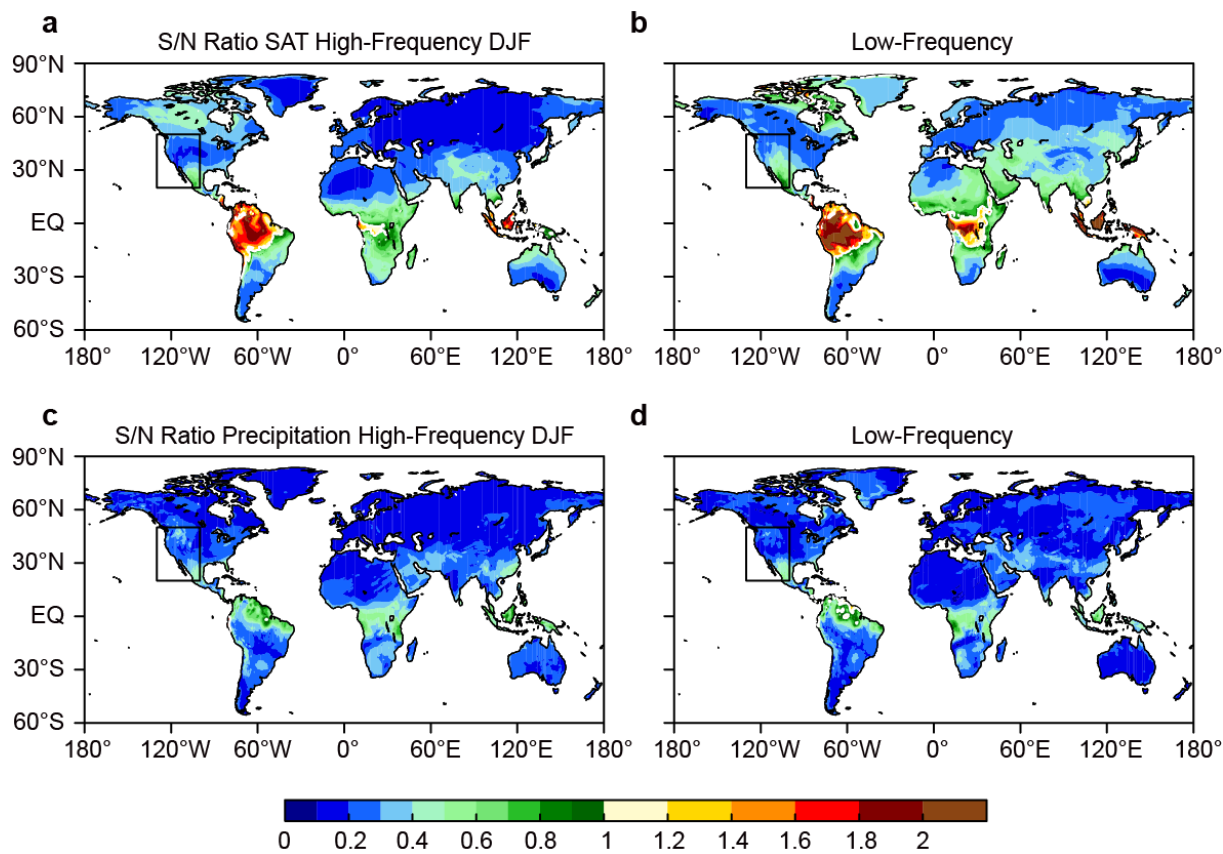 a
S/N Ratio SAT High-Frequency DJF
90°N
60°N
30°N
EQ
30°S
60°S
180° 120°W 60°W 0° 60°E 120°E 180°
b
Low-Frequency
180° 120°W 60°W 0° 60°E 120°E 180°
c
S/N Ratio Precipitation High-Frequency DJF
90°N
60°N
30°N
EQ
30°S
60°S
180° 120°W 60°W 0° 60°E 120°E 180°
d
Low-Frequency
180° 120°W 60°W 0° 60°E 120°E 180°
0 0.2 0.4 0.6 0.8 1 1.2 1.4 1.6 1.8 2